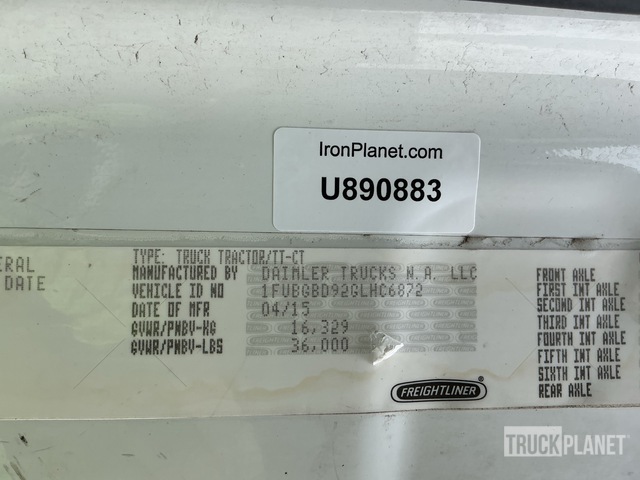 IronPlanet.com
U890883
ERAL
DATE
TYPE: TRUCK TRACTOR/TT-CT
MANUFACTURED BY DAIMLER TRUCKS N.A. LLC
VEHICLE ID NO 1FUBGBD92GLHC6872
DATE OF MFR 04/15
GVWR/PNBV-KG 16,329
GVWR/PNBV-LBS 36,000
FRONT AXLE
FIRST INT AXLE
SECOND INT AXLE
THIRD INT AXLE
FOURTH INT AXLE
FIFTH INT AXLE
SIXTH INT AXLE
REAR AXLE
FREIGHTLINER
TRUCKPLANET